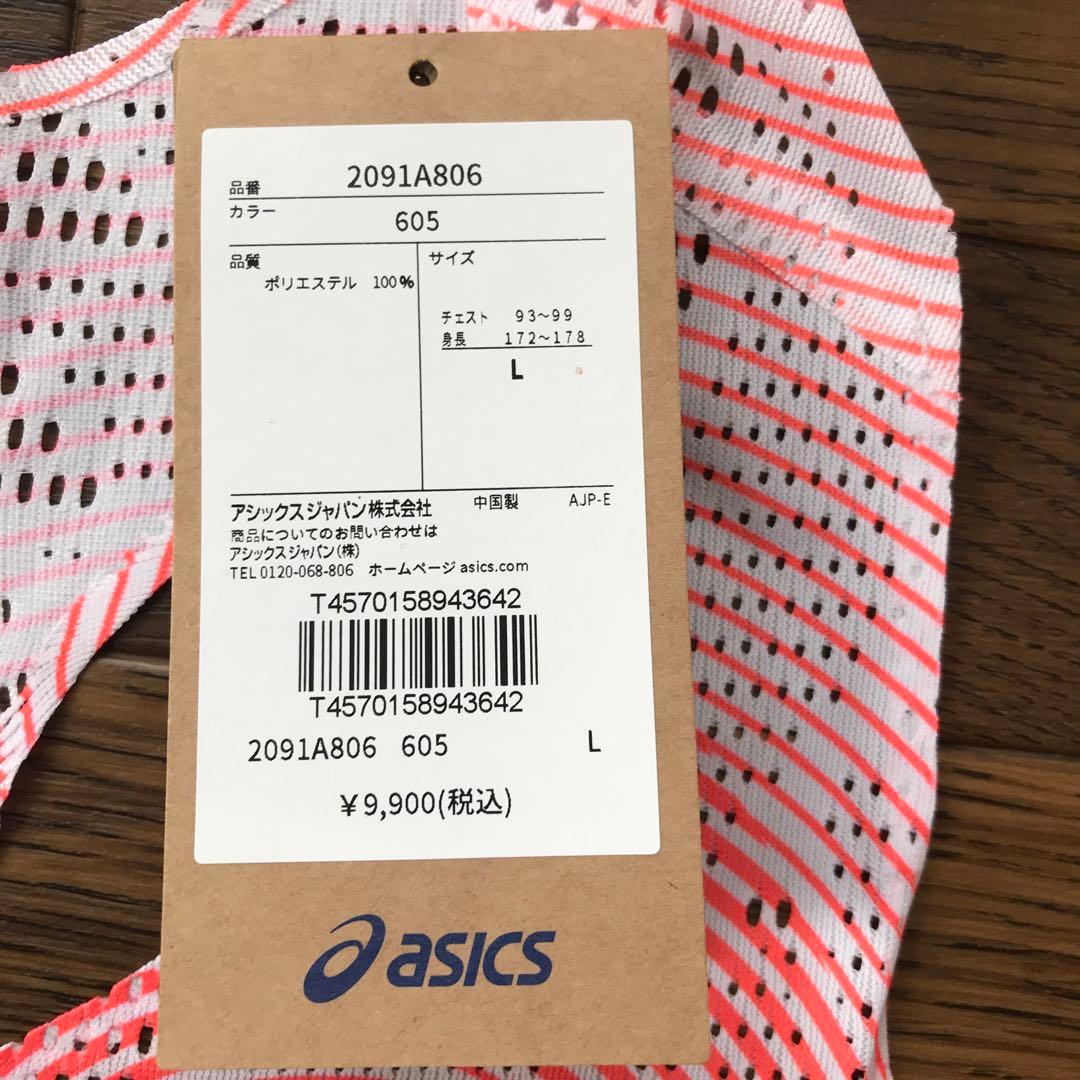 品番 2091A806
カラー 605
品質
ポリエステル 100%
サイズ
チェスト 93~99
身長 172~178
L
アシックスジャパン株式会社 中国製 AJP-E
商品についてのお問い合わせは
アシックスジャパン(株)
TEL 0120-068-806 ホームページ asics.com
T4570158943642
T4570158943642
2091A806 605 L
¥9,900(税込)
asics